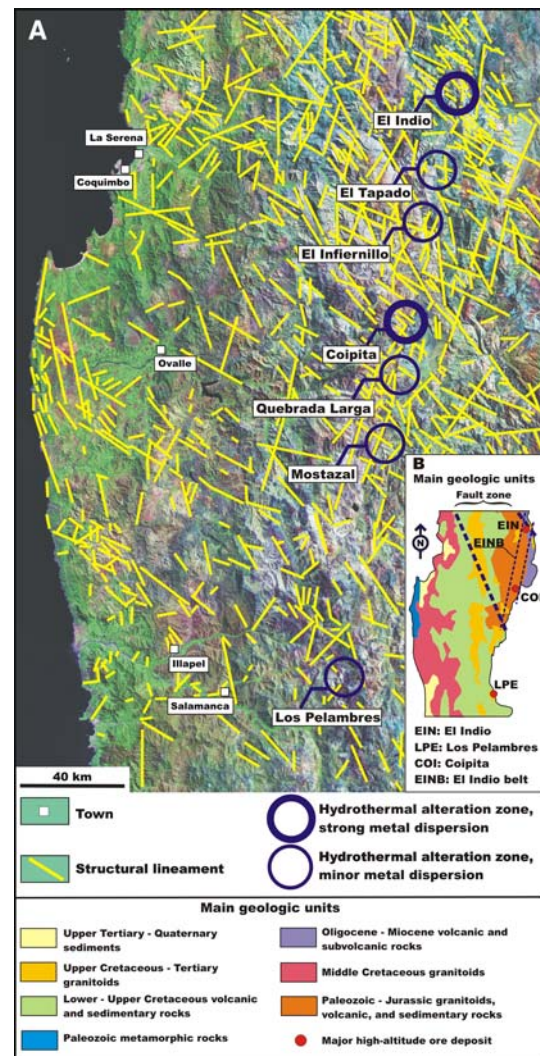 A
El Indio
La Serena
Coquimbo
El Tapado
El Infiernillo
Coipita
Ovalle
Quebrada Larga
Mostazal
B
Main geologic units
Fault zone
EIN
EINB
N
COI
LPE
Illapel
Salamanca
Los Pelambres
EIN: El Indio
LPE: Los Pelambres
COI: Coipita
EINB: El Indio belt
40 km
Town
Hydrothermal alteration zone,
strong metal dispersion
Structural lineament
Hydrothermal alteration zone,
minor metal dispersion
Main geologic units
Upper Tertiary - Quaternary
sediments
Upper Cretaceous - Tertiary
granitoids
Lower - Upper Cretaceous volcanic
and sedimentary rocks
Paleozoic metamorphic rocks
Oligocene - Miocene volcanic and
subvolcanic rocks
Middle Cretaceous granitoids
Paleozoic - Jurassic granitoids,
volcanic, and sedimentary rocks
Major high-altitude ore deposit